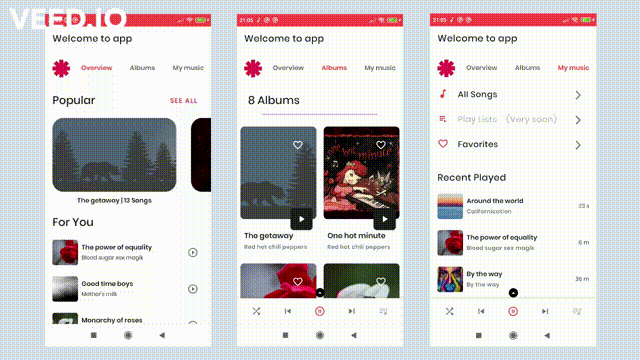 VEED.IO
21:05
Welcome to app
Overview Albums My music
Popular SEE ALL
The getaway | 13 Songs
For You
The power of equality
Blood sugar sex magik
Good time boys
Mother's milk
Monarchy of roses
Welcome to app
Overview Albums My music
8 Albums
The getaway
Red hot chili peppers
One hot minute
Red hot chili peppers
21:05
Welcome to app
Overview Albums My music
All Songs
Play Lists (Very soon)
Favorites
Recent Played
Around the world
Californication
23 s
The power of equality
Blood sugar sex magik
6 m
By the way
By the way
36 m